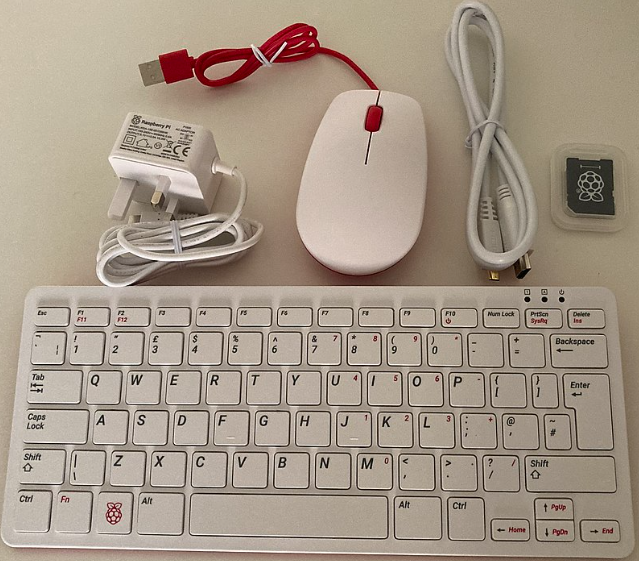 Raspberry Pi
Esc F1 F11 F2 F12 F3 F4 F5 F6 F7 F8 F9 F10 Num Lock PrtScn SysRq Delete Ins
! 1 " 2 £ 3 $ 4 % 5 ^ 6 & 7 7 * 8 8 ( 9 9 ) 0 * - + = Backspace
Tab Q W E R T Y U 4 I 5 O 6 P - { [ } ] Enter
Caps Lock A S D F G H J 1 K 2 L 3 : ; + @ ' ~ #
Shift | \ Z X C V B N M 0 < , > . . ? / / Shift
Ctrl Fn Alt Alt Ctrl ↑ PgUp
← Home ↓ PgDn → End